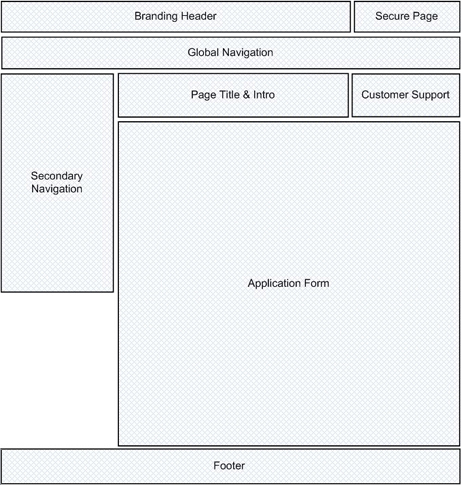 Branding Header
Secure Page
Global Navigation
Page Title & Intro
Customer Support
Secondary
Navigation
Application Form
Footer